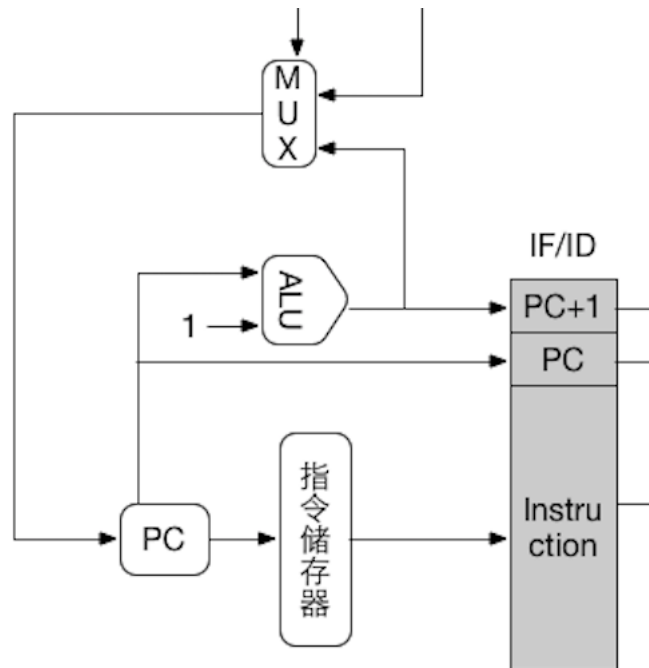 M
U
X
IF/ID
ALU
PC+1
1
PC
指令储存器
Instru
ction
PC